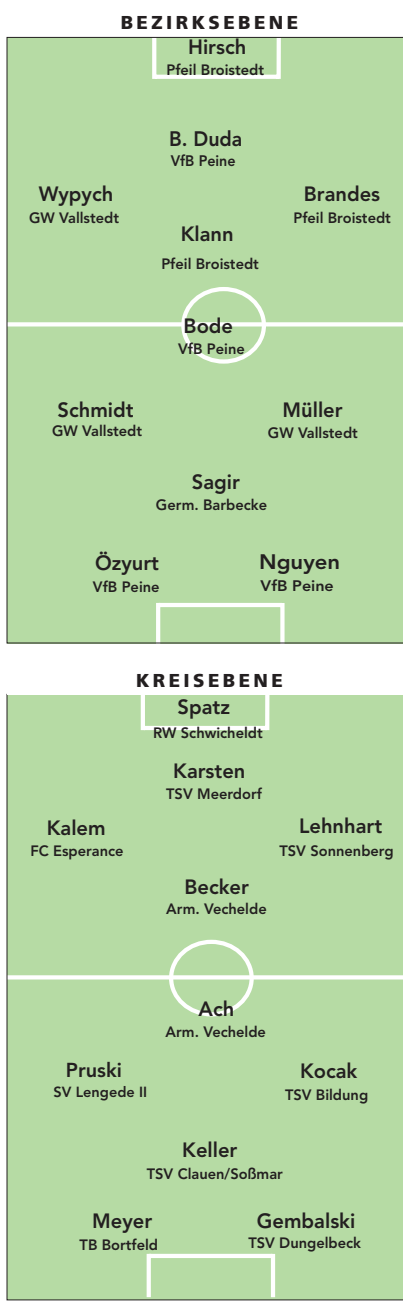 BEZIRKSEBENE
Hirsch
Pfeil Broistedt
B. Duda
VfB Peine
Wypych
GW Vallstedt
Brandes
Pfeil Broistedt
Klann
Pfeil Broistedt
Bode
VfB Peine
Schmidt
GW Vallstedt
Müller
GW Vallstedt
Sagir
Germ. Barbecke
Özyurt
VfB Peine
Nguyen
VfB Peine
KREISEBENE
Spatz
RW Schwicheldt
Karsten
TSV Meerdorf
Kalem
FC Esperance
Lehnhart
TSV Sonnenberg
Becker
Arm. Vechelde
Ach
Arm. Vechelde
Pruski
SV Lengede II
Kocak
TSV Bildung
Keller
TSV Clauen/Soßmar
Meyer
TB Bortfeld
Gembalski
TSV Dungelbeck